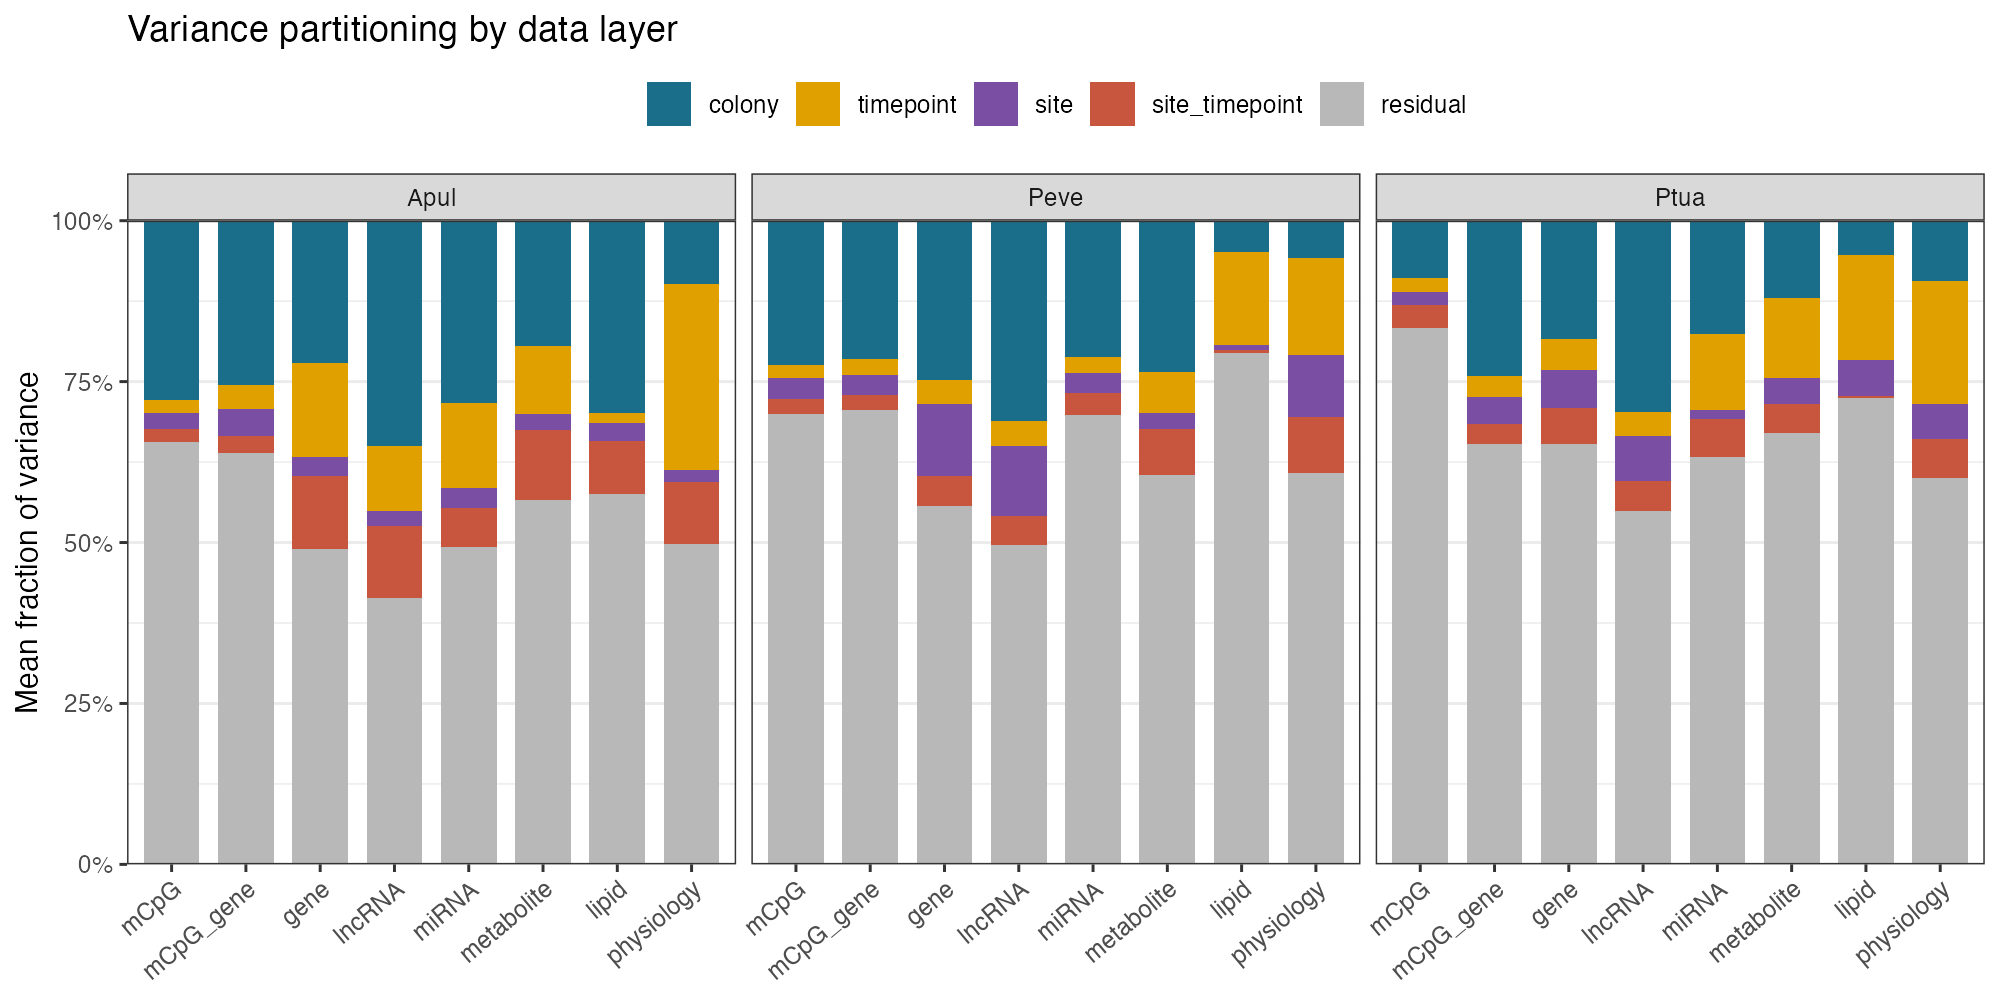 Variance partitioning by data layer
colony timepoint site site_timepoint residual
Apul Peve Ptua
Mean fraction of variance
100%
75%
50%
25%
0%
mCpG mCpG_gene gene lncRNA miRNA metabolite lipid physiology
mCpG mCpG_gene gene lncRNA miRNA metabolite lipid physiology
mCpG mCpG_gene gene lncRNA miRNA metabolite lipid physiology